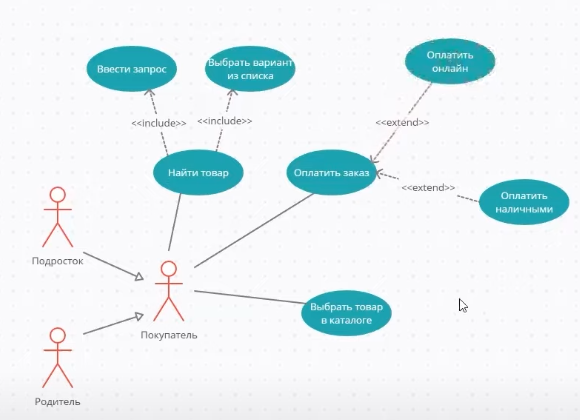 Оплатить
онлайн
Ввести запрос
Выбрать вариант
из списка
<<include>>
<<include>>
<<extend>>
Найти товар
Оплатить заказ
<<extend>>
Оплатить
наличными
Подросток
Выбрать товар
в каталоге
Покупатель
Родитель